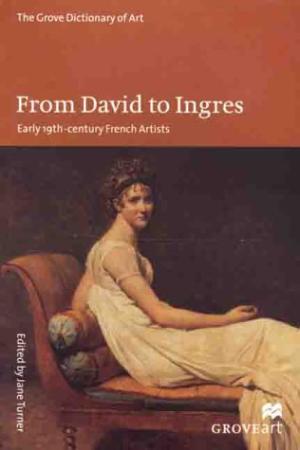 The Grove Dictionary of Art
From David to Ingres
Early 19th-century French Artists
Edited by Jane Turner
GROVEart